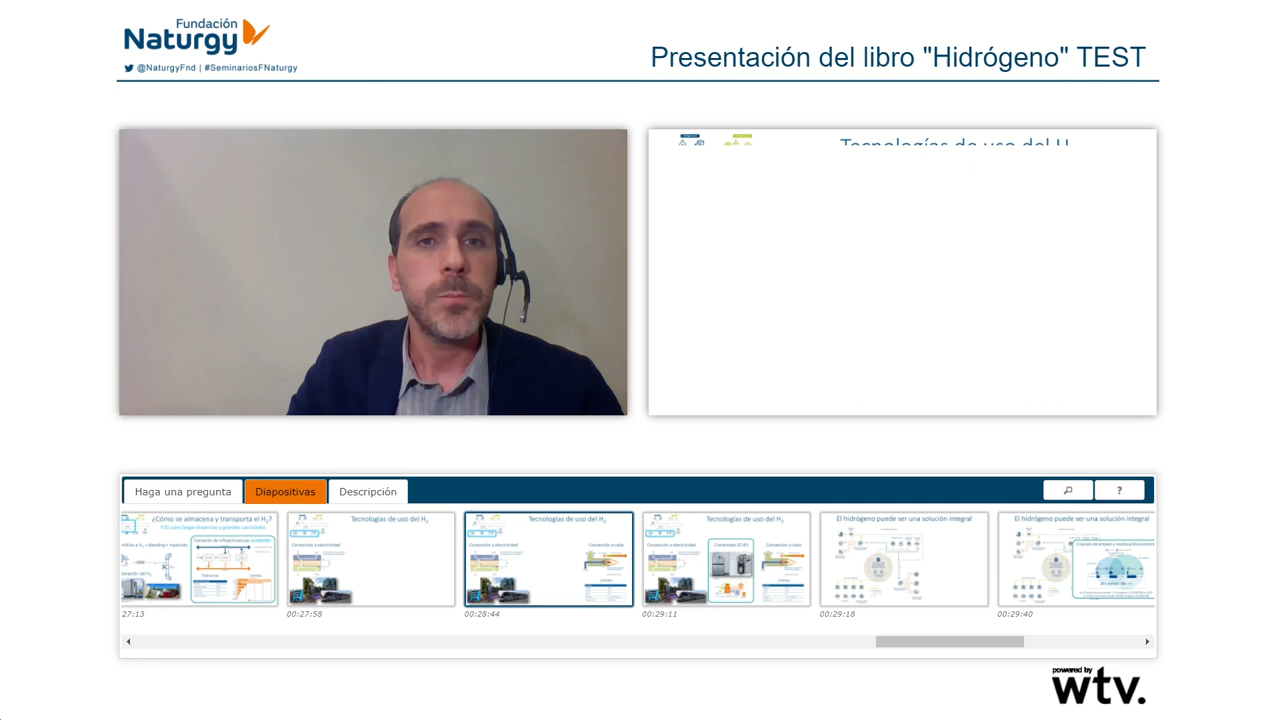 Fundación
Naturgy
@NaturgyFnd | #SeminariosFNaturgy
Presentación del libro "Hidrógeno" TEST
Tecnologías de uso del H
Haga una pregunta
Diapositivas
Descripción
?
¿Cómo se almacena y transporta el H2?
Tecnologías de uso del H2
Tecnologías de uso del H2
Tecnologías de uso del H2
El hidrógeno puede ser una solución integral
El hidrógeno puede ser una solución integral
Conversión a electricidad
Conversión a electricidad
Conversión a calor
Conversión a electricidad
Combinada (CHP)
Conversión a calor
27:13
00:27:58
00:28:44
00:29:11
00:29:18
00:29:40
powered by
wtv.